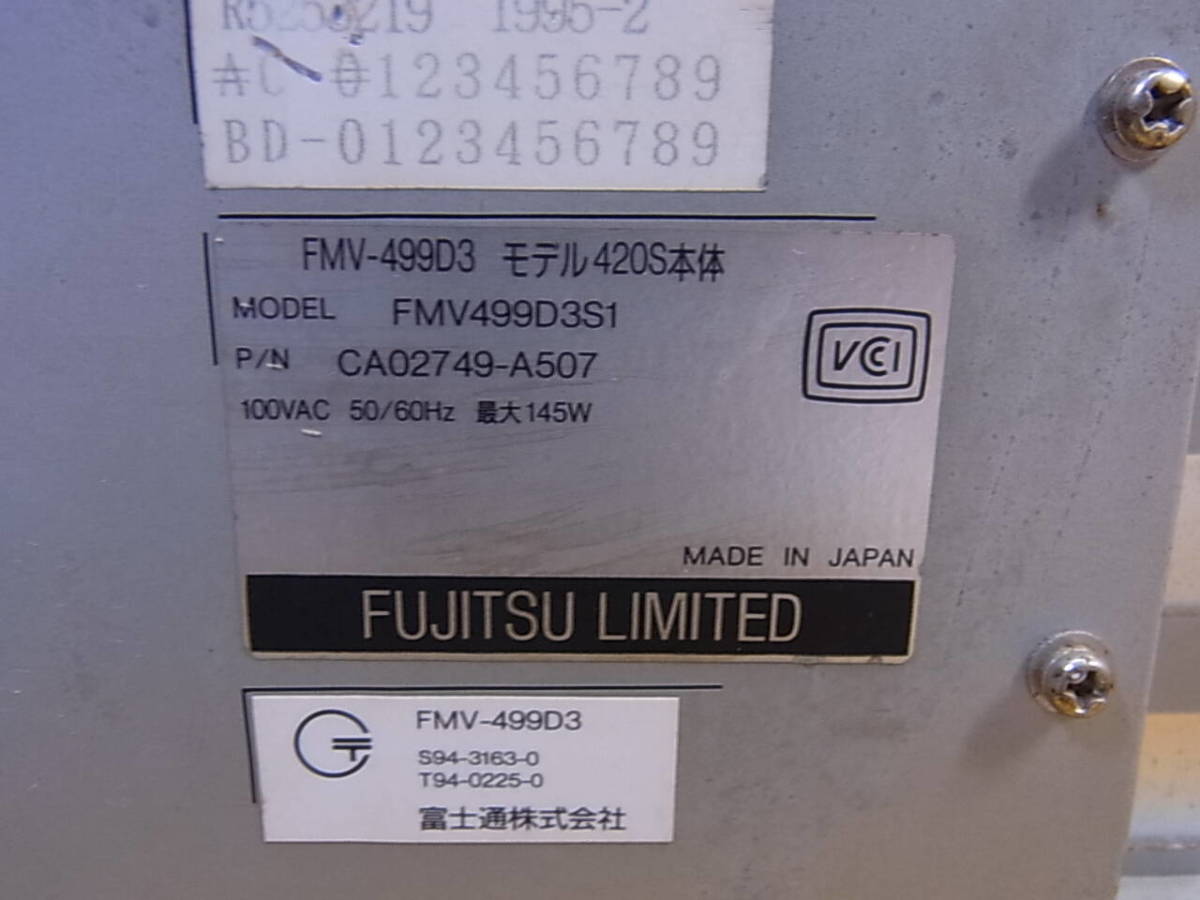 1995-2
AC-0123456789
BD-0123456789
FMV-499D3 モデル420S本体
MODEL FMV499D3S1
P/N CA02749-A507
VCCI
100VAC 50/60Hz 最大145W
MADE IN JAPAN
FUJITSU LIMITED
FMV-499D3
S94-3163-0
T94-0225-0
富士通株式会社